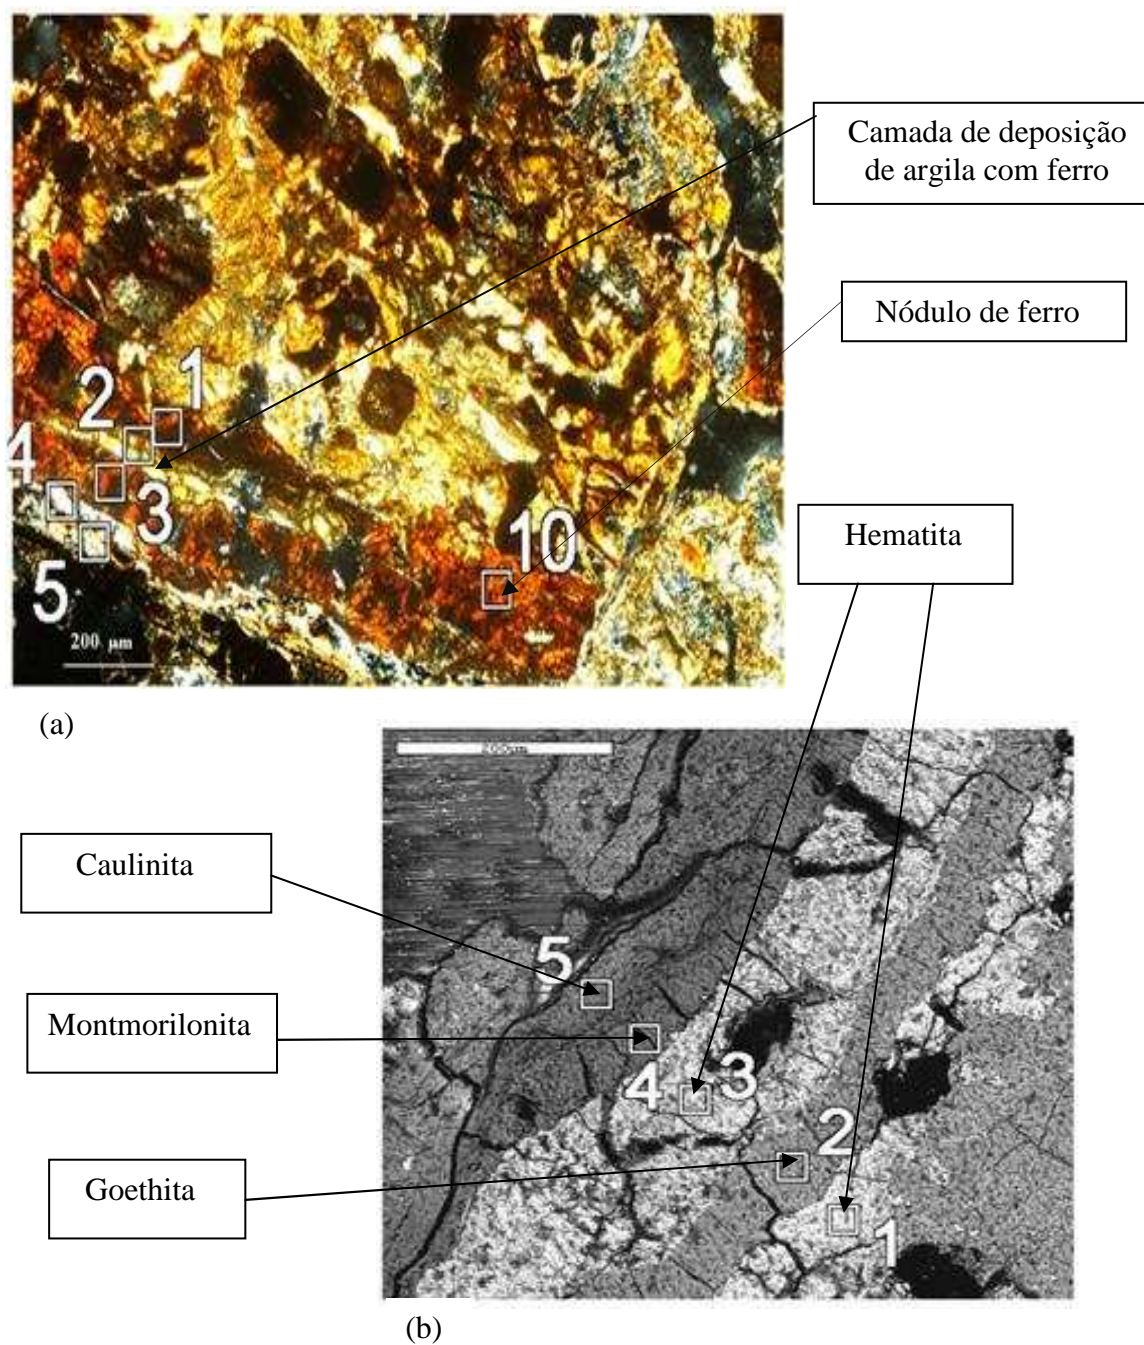 Camada de deposição
de argila com ferro
Nódulo de ferro
1
2
4
3
10
5
200 µm
Hematita
(a)
200um
Caulinita
5
Montmorilonita
4
3
2
Goethita
1
(b)